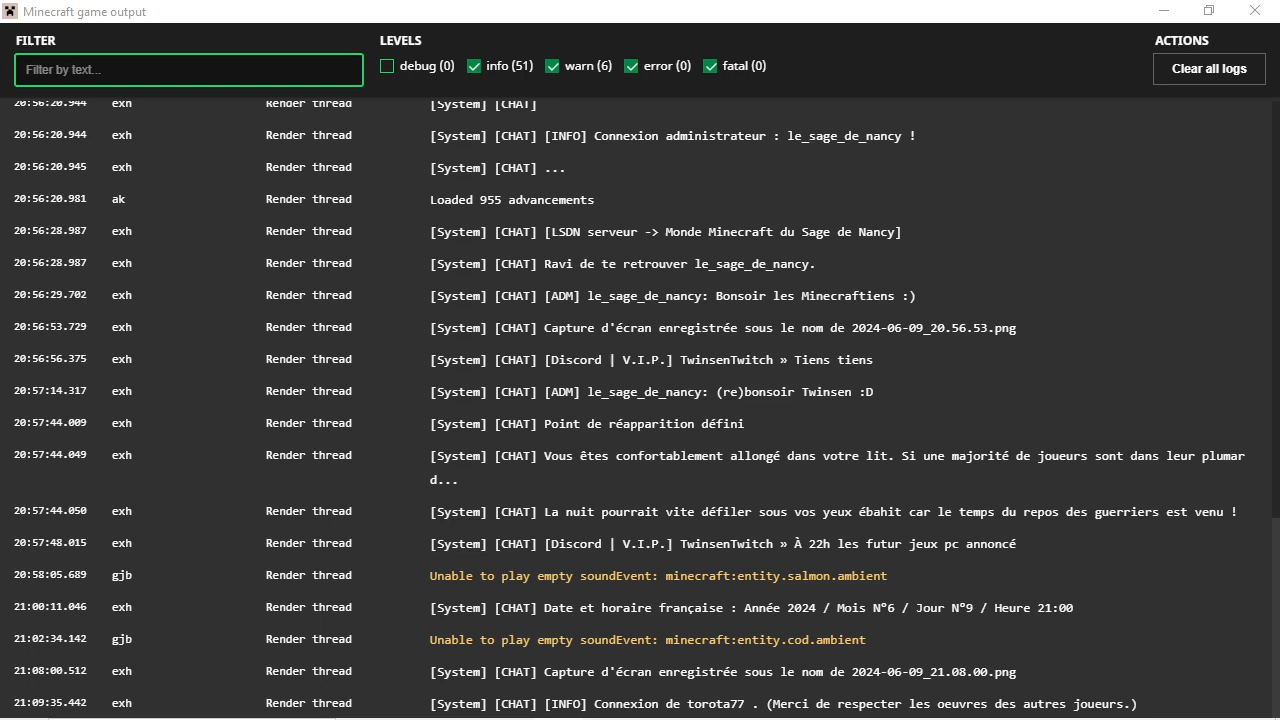 Minecraft game output
FILTER
LEVELS
ACTIONS
Filter by text...
debug (0) info (51) warn (6) error (0) fatal (0)
Clear all logs
20:56:20.944 exh Render thread [System] [CHAT]
20:56:20.944 exh Render thread [System] [CHAT] [INFO] Connexion administrateur : le_sage_de_nancy !
20:56:20.945 exh Render thread [System] [CHAT] ...
20:56:20.981 ak Render thread Loaded 955 advancements
20:56:28.987 exh Render thread [System] [CHAT] [LSDN serveur -> Monde Minecraft du Sage de Nancy]
20:56:28.987 exh Render thread [System] [CHAT] Ravi de te retrouver le_sage_de_nancy.
20:56:29.702 exh Render thread [System] [CHAT] [ADM] le_sage_de_nancy: Bonsoir les Minecraftiens :)
20:56:53.729 exh Render thread [System] [CHAT] Capture d'écran enregistrée sous le nom de 2024-06-09_20.56.53.png
20:56:56.375 exh Render thread [System] [CHAT] [Discord | V.I.P.] TwinsenTwitch » Tiens tiens
20:57:14.317 exh Render thread [System] [CHAT] [ADM] le_sage_de_nancy: (re)bonsoir Twinsen :D
20:57:44.009 exh Render thread [System] [CHAT] Point de réapparition défini
20:57:44.049 exh Render thread [System] [CHAT] Vous êtes confortablement allongé dans votre lit. Si une majorité de joueurs sont dans leur plumar
d...
20:57:44.050 exh Render thread [System] [CHAT] La nuit pourrait vite défiler sous vos yeux ébahit car le temps du repos des guerriers est venu !
20:57:48.015 exh Render thread [System] [CHAT] [Discord | V.I.P.] TwinsenTwitch » À 22h les futur jeux pc annoncé
20:58:05.689 gjb Render thread Unable to play empty soundEvent: minecraft:entity.salmon.ambient
21:00:11.046 exh Render thread [System] [CHAT] Date et horaire française : Année 2024 / Mois N°6 / Jour N°9 / Heure 21:00
21:02:34.142 gjb Render thread Unable to play empty soundEvent: minecraft:entity.cod.ambient
21:08:00.512 exh Render thread [System] [CHAT] Capture d'écran enregistrée sous le nom de 2024-06-09_21.08.00.png
21:09:35.442 exh Render thread [System] [CHAT] [INFO] Connexion de torota77 . (Merci de respecter les oeuvres des autres joueurs.)